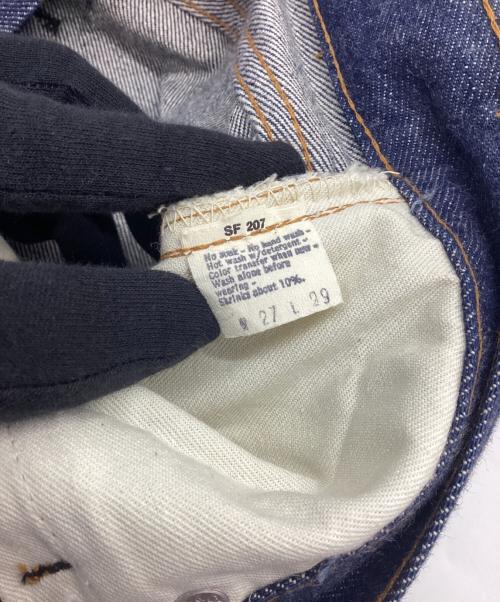 SF 207
No soak - No hand wash -
Hot wash w/detergent -
Color transfer when new -
Wash alone before
wearing -
Shrinks about 10%.
W 27 L 29